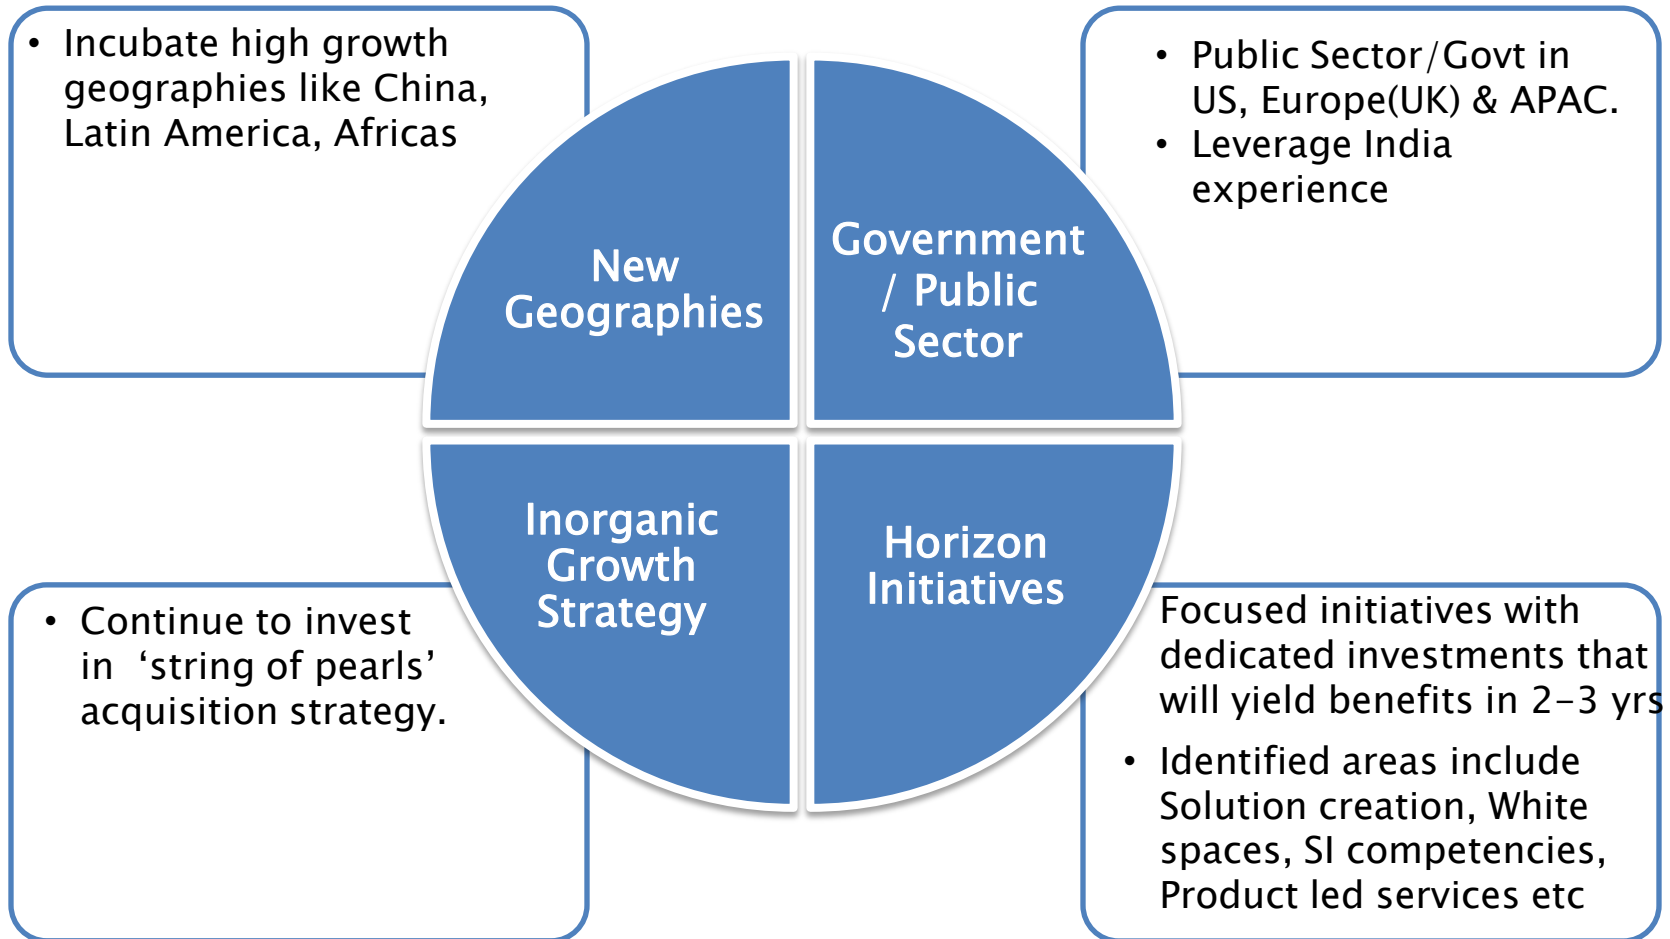 • Incubate high growth
geographies like China,
Latin America, Africas
• Public Sector/Govt in
US, Europe(UK) & APAC.
• Leverage India
experience
New
Geographies
Government
/ Public
Sector
Inorganic
Growth
Strategy
Horizon
Initiatives
• Continue to invest
in ‘string of pearls’
acquisition strategy.
Focused initiatives with
dedicated investments that
will yield benefits in 2–3 yrs
• Identified areas include
Solution creation, White
spaces, SI competencies,
Product led services etc